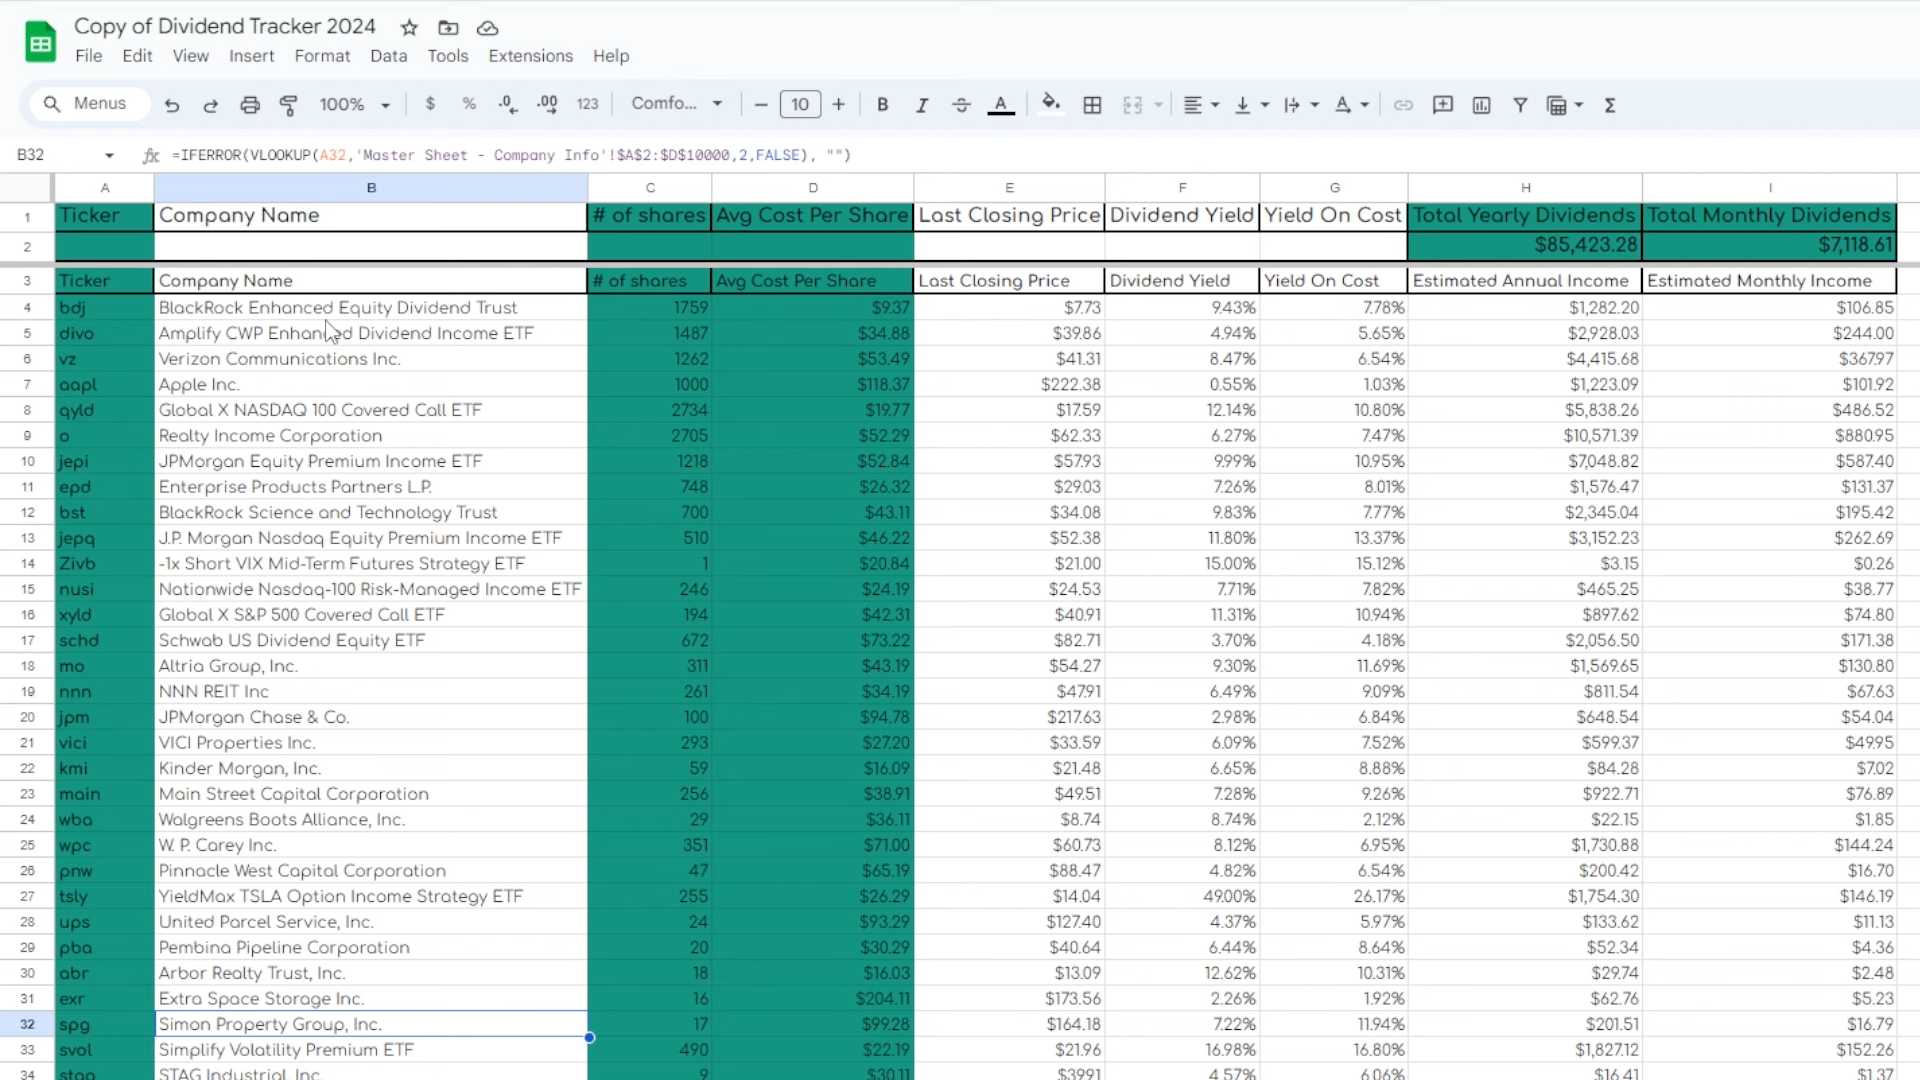 Copy of Dividend Tracker 2024
File Edit View Insert Format Data Tools Extensions Help
Menus 100% $ % .0 .00 123 Comfo... 10 B I A Σ
B32 fx =IFERROR(VLOOKUP(A32,'Master Sheet - Company Info'!$A$2:$D$10000,2,FALSE), "")
A B C D E F G H I
1 Ticker Company Name # of shares Avg Cost Per Share Last Closing Price Dividend Yield Yield On Cost Total Yearly Dividends Total Monthly Dividends
2 $85,423.28 $7,118.61
3 Ticker Company Name # of shares Avg Cost Per Share Last Closing Price Dividend Yield Yield On Cost Estimated Annual Income Estimated Monthly Income
4 bdj BlackRock Enhanced Equity Dividend Trust 1759 $9.37 $7.73 9.43% 7.78% $1,282.20 $106.85
5 divo Amplify CWP Enhanced Dividend Income ETF 1487 $34.88 $39.86 4.94% 5.65% $2,928.03 $244.00
6 vz Verizon Communications Inc. 1262 $53.49 $41.31 8.47% 6.54% $4,415.68 $367.97
7 aapl Apple Inc. 1000 $118.37 $222.38 0.55% 1.03% $1,223.09 $101.92
8 qyld Global X NASDAQ 100 Covered Call ETF 2734 $19.77 $17.59 12.14% 10.80% $5,838.26 $486.52
9 o Realty Income Corporation 2705 $52.29 $62.33 6.27% 7.47% $10,571.39 $880.95
10 jepi JPMorgan Equity Premium Income ETF 1218 $52.84 $57.93 9.99% 10.95% $7,048.82 $587.40
11 epd Enterprise Products Partners L.P. 748 $26.32 $29.03 7.26% 8.01% $1,576.47 $131.37
12 bst BlackRock Science and Technology Trust 700 $43.11 $34.08 9.83% 7.77% $2,345.04 $195.42
13 jepq J.P. Morgan Nasdaq Equity Premium Income ETF 510 $46.22 $52.38 11.80% 13.37% $3,152.23 $262.69
14 Zivb -1x Short VIX Mid-Term Futures Strategy ETF 1 $20.84 $21.00 15.00% 15.12% $3.15 $0.26
15 nusi Nationwide Nasdaq-100 Risk-Managed Income ETF 246 $24.19 $24.53 7.71% 7.82% $465.25 $38.77
16 xyld Global X S&P 500 Covered Call ETF 194 $42.31 $40.91 11.31% 10.94% $897.62 $74.80
17 schd Schwab US Dividend Equity ETF 672 $73.22 $82.71 3.70% 4.18% $2,056.50 $171.38
18 mo Altria Group, Inc. 311 $43.19 $54.27 9.30% 11.69% $1,569.65 $130.80
19 nnn NNN REIT Inc 261 $34.19 $47.91 6.49% 9.09% $811.54 $67.63
20 jpm JPMorgan Chase & Co. 100 $94.78 $217.63 2.98% 6.84% $648.54 $54.04
21 vici VICI Properties Inc. 293 $27.20 $33.59 6.09% 7.52% $599.37 $49.95
22 kmi Kinder Morgan, Inc. 59 $16.09 $21.48 6.65% 8.88% $84.28 $7.02
23 main Main Street Capital Corporation 256 $38.91 $49.51 7.28% 9.26% $922.71 $76.89
24 wba Walgreens Boots Alliance, Inc. 29 $36.11 $8.74 8.74% 2.12% $22.15 $1.85
25 wpc W. P. Carey Inc. 351 $71.00 $60.73 8.12% 6.95% $1,730.88 $144.24
26 pnw Pinnacle West Capital Corporation 47 $65.19 $88.47 4.82% 6.54% $200.42 $16.70
27 tsly YieldMax TSLA Option Income Strategy ETF 255 $26.29 $14.04 49.00% 26.17% $1,754.30 $146.19
28 ups United Parcel Service, Inc. 24 $93.29 $127.40 4.37% 5.97% $133.62 $11.13
29 pba Pembina Pipeline Corporation 20 $30.29 $40.64 6.44% 8.64% $52.34 $4.36
30 abr Arbor Realty Trust, Inc. 18 $16.03 $13.09 12.62% 10.31% $29.74 $2.48
31 exr Extra Space Storage Inc. 16 $204.11 $173.56 2.26% 1.92% $62.76 $5.23
32 spg Simon Property Group, Inc. 17 $99.28 $164.18 7.22% 11.94% $201.51 $16.79
33 svol Simplify Volatility Premium ETF 490 $22.19 $21.96 16.98% 16.80% $1,827.12 $152.26
34 stag STAG Industrial, Inc. 9 $30.11 $39.91 4.57% 6.06% $16.41 $1.37